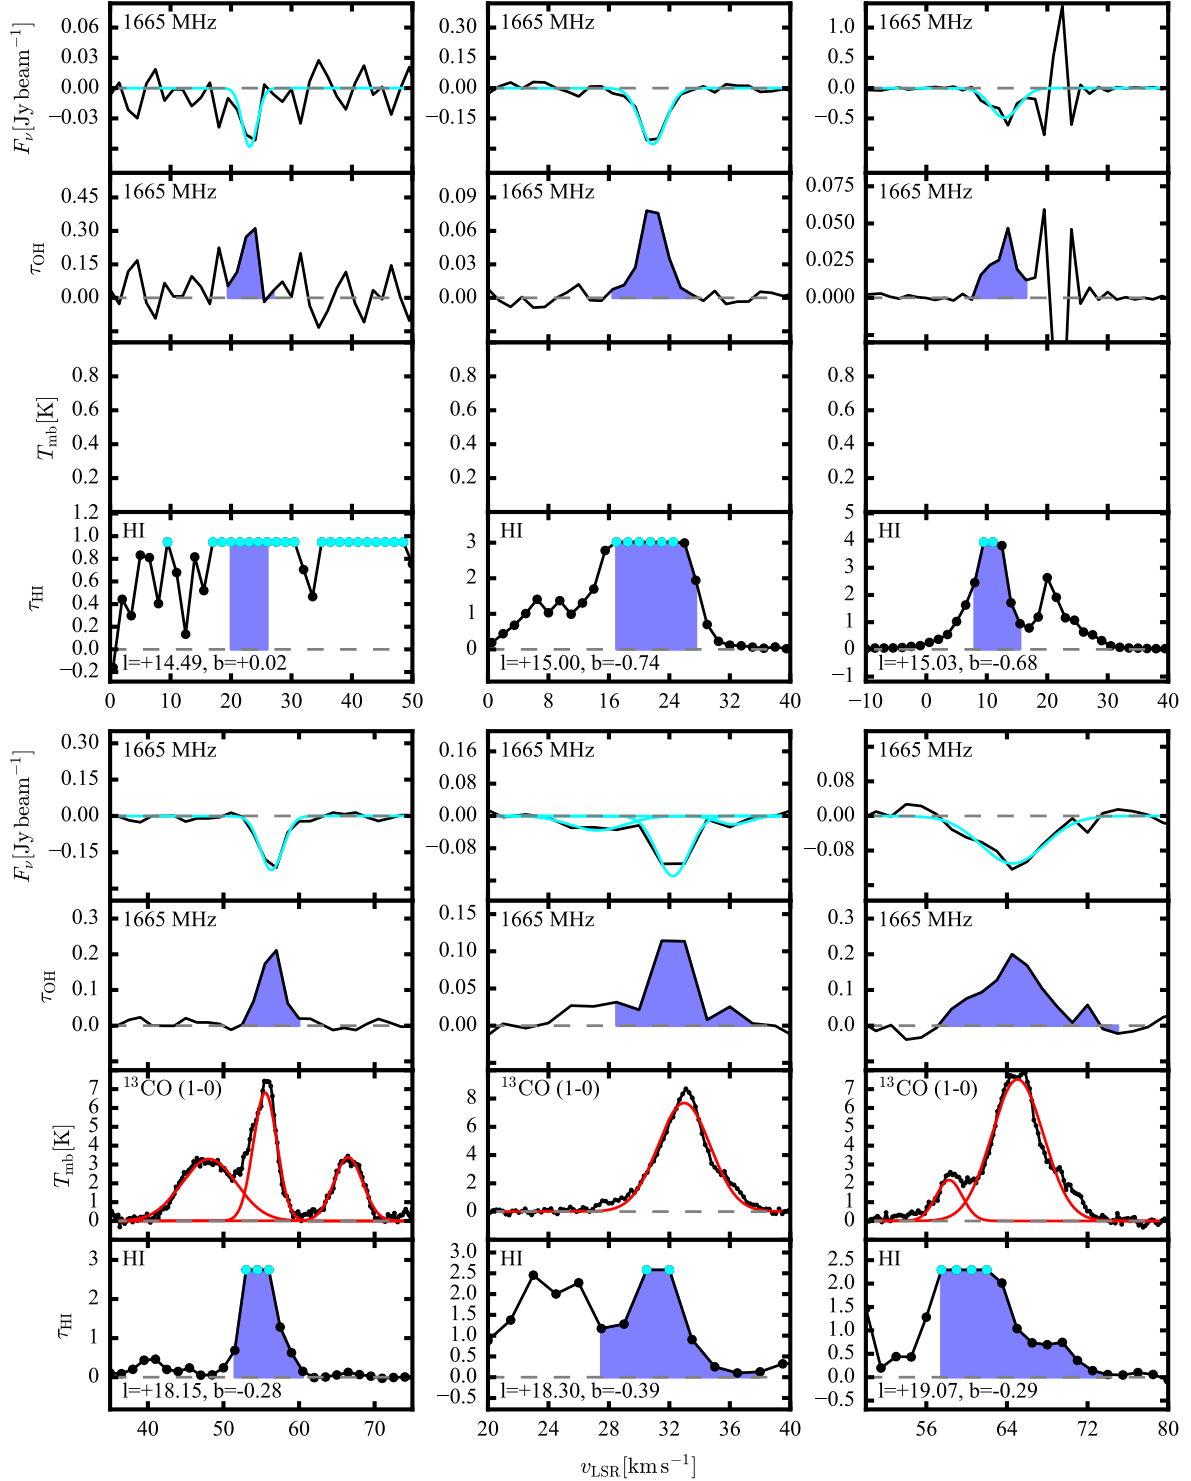 1665 MHz 1665 MHz 1665 MHz
0.06 0.03 0.00 −0.03
0.30 0.15 0.00 −0.15
1.0 0.5 0.0 −0.5
F_ν [Jy beam⁻¹]
1665 MHz 1665 MHz 1665 MHz
0.45 0.30 0.15 0.00
0.09 0.06 0.03 0.00
0.075 0.050 0.025 0.000
τ_OH
0.8 0.6 0.4 0.2
0.8 0.6 0.4 0.2
0.8 0.6 0.4 0.2
T_mb [K]
HI HI HI
1.2 1.0 0.8 0.6 0.4 0.2 0.0 −0.2
3 2 1 0
5 4 3 2 1 0 −1
τ_HI
l=+14.49, b=+0.02 l=+15.00, b=-0.74 l=+15.03, b=-0.68
0 10 20 30 40 50
0 8 16 24 32 40
−10 0 10 20 30 40
1665 MHz 1665 MHz 1665 MHz
0.30 0.15 0.00 −0.15
0.16 0.08 0.00 −0.08
0.08 0.00 −0.08
F_ν [Jy beam⁻¹]
1665 MHz 1665 MHz 1665 MHz
0.3 0.2 0.1 0.0
0.15 0.10 0.05 0.00
0.3 0.2 0.1 0.0
τ_OH
¹³CO (1-0) ¹³CO (1-0) ¹³CO (1-0)
7 6 5 4 3 2 1 0
8 6 4 2 0
7 6 5 4 3 2 1 0
T_mb [K]
HI HI HI
3 2 1 0
3.0 2.5 2.0 1.5 1.0 0.5 0.0 −0.5
2.5 2.0 1.5 1.0 0.5 0.0 −0.5
τ_HI
l=+18.15, b=-0.28 l=+18.30, b=-0.39 l=+19.07, b=-0.29
40 50 60 70
20 24 28 32 36 40
56 64 72 80
v_LSR [km s⁻¹]